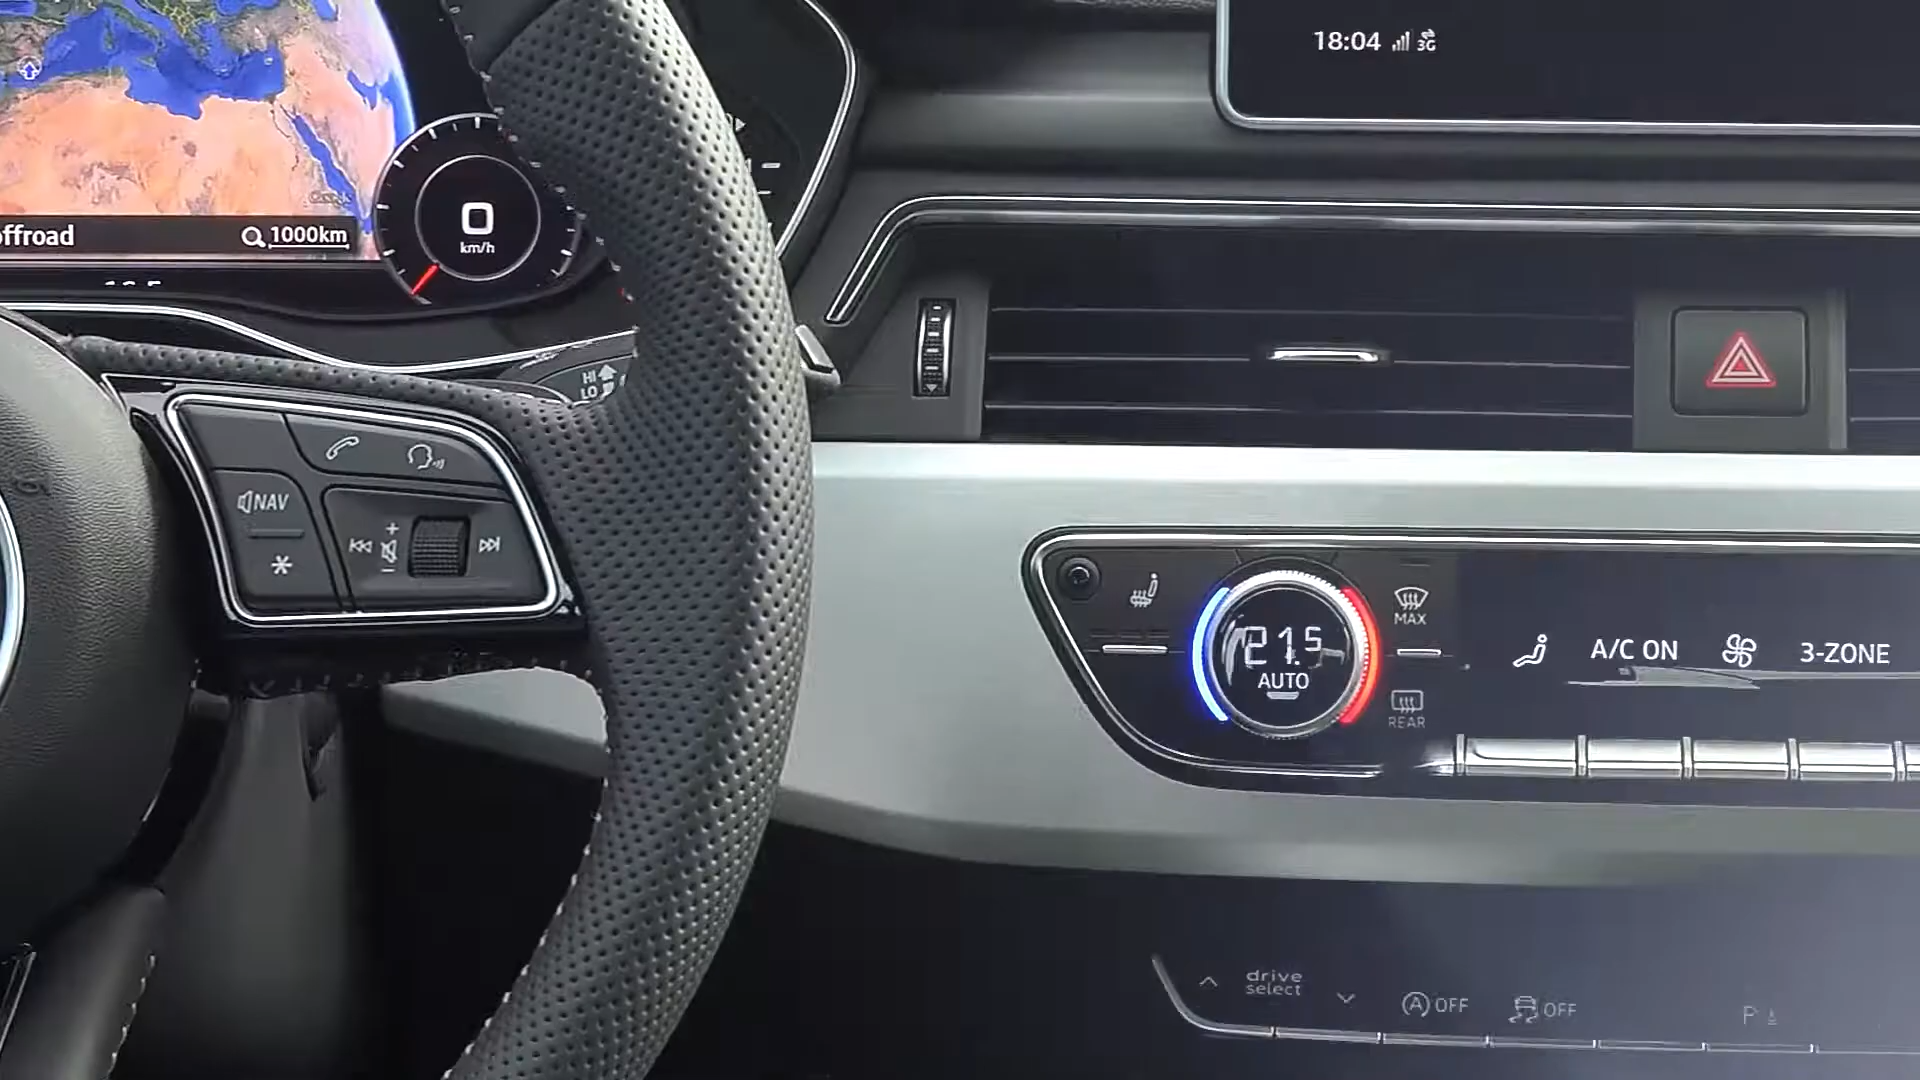 18:04 3G
offroad
1000km
0
km/h
HI
LO
NAV
MAX
21.5
AUTO
A/C ON
3-ZONE
REAR
drive
select
A OFF
OFF
P